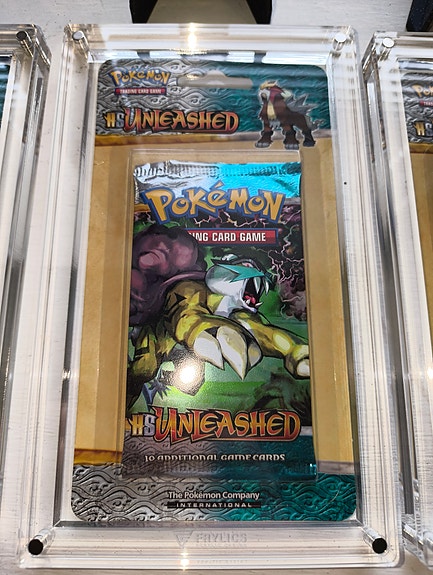 POKéMON
TRADING CARD GAME
HS UNLEASHED
POKéMON
ING CARD GAME
HS UNLEASHED
10 ADDITIONAL GAME CARDS
The Pokémon Company
INTERNATIONAL